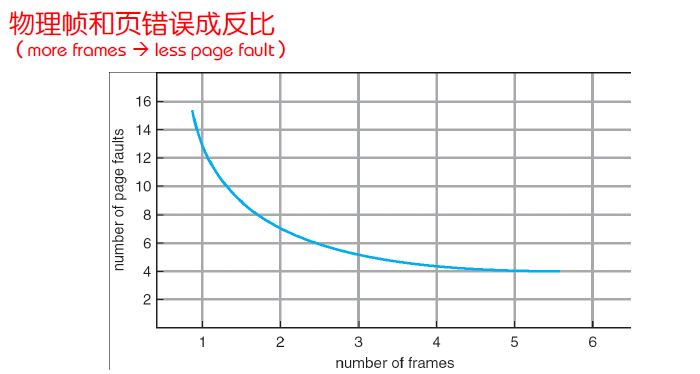 物理帧和页错误成反比
（more frames → less page fault）
16
14
12
10
8
6
4
2
number of page faults
1 2 3 4 5 6
number of frames